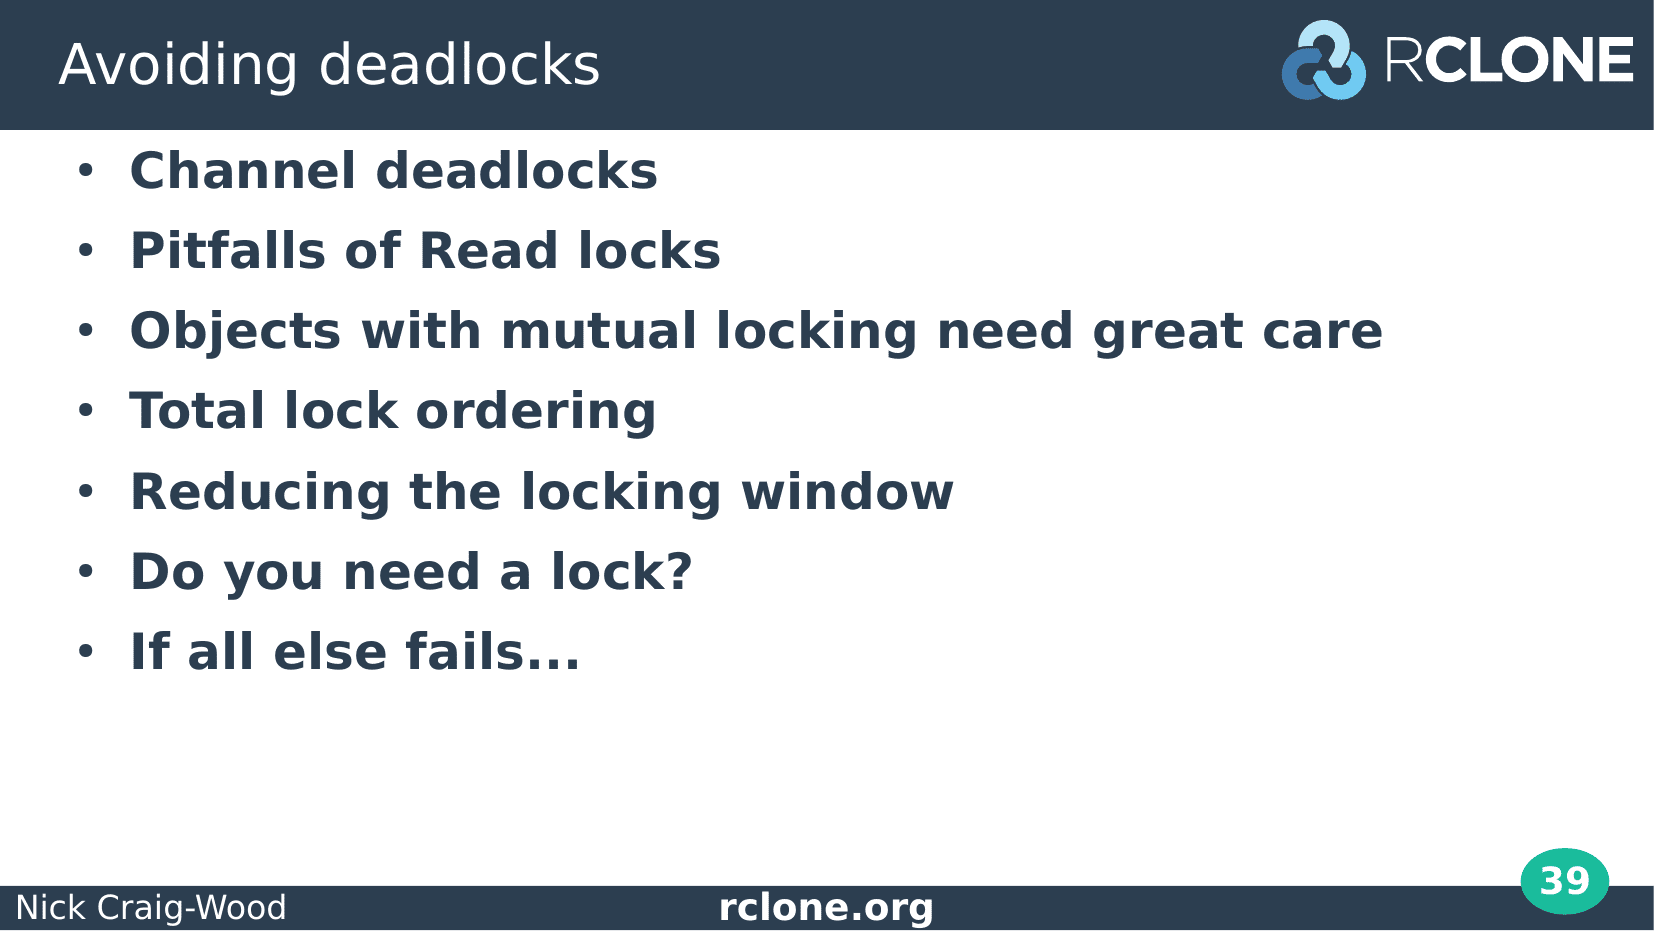 Avoiding deadlocks
RCLONE
• Channel deadlocks
• Pitfalls of Read locks
• Objects with mutual locking need great care
• Total lock ordering
• Reducing the locking window
• Do you need a lock?
• If all else fails...
39
Nick Craig-Wood
rclone.org